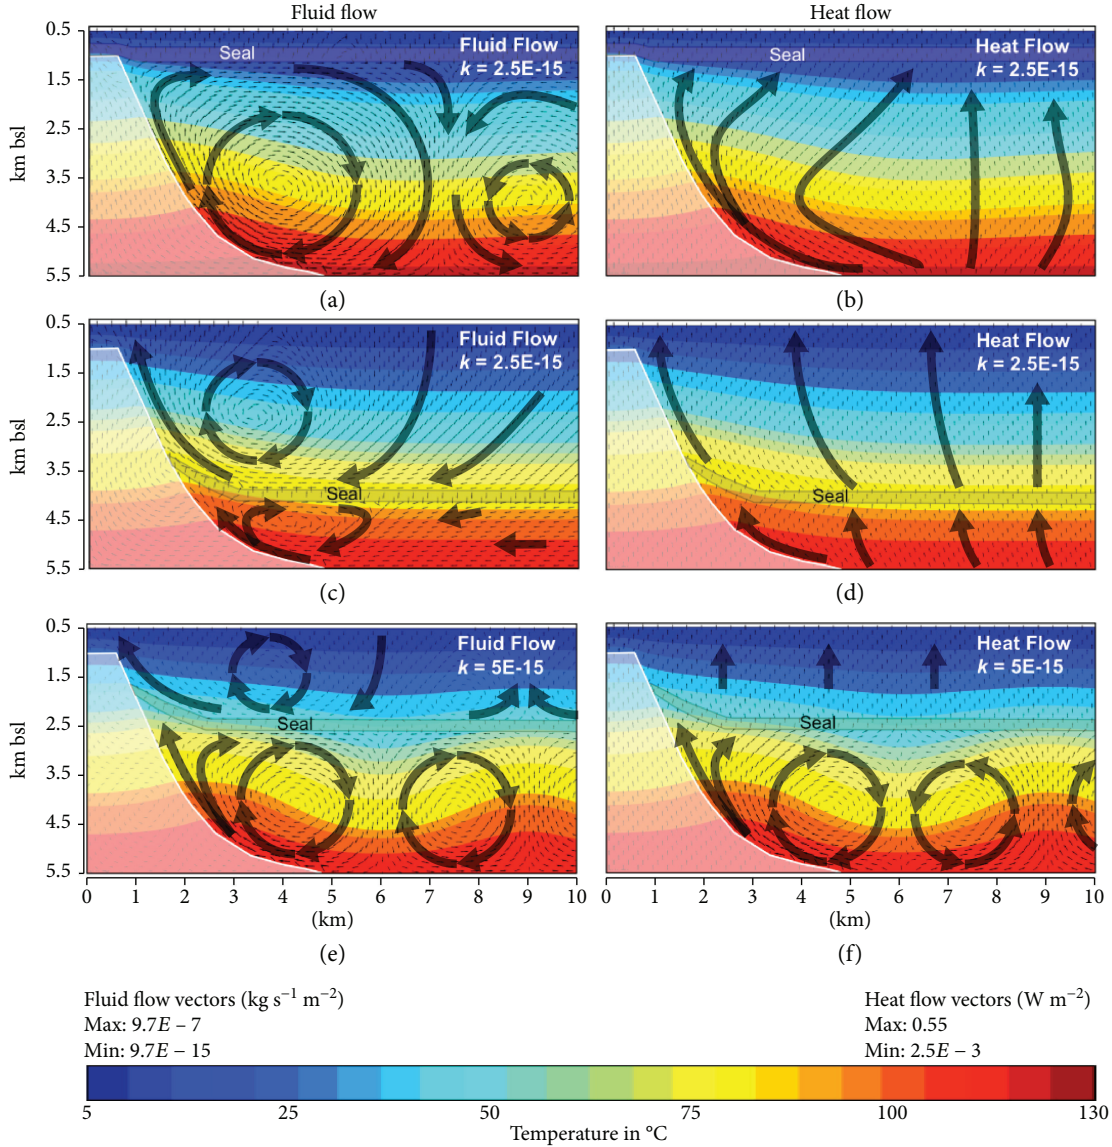 Fluid flow
Heat flow
0.5
1.5
2.5
3.5
4.5
5.5
km bsl
Seal
Fluid Flow
k = 2.5E-15
(a)
Seal
Heat Flow
k = 2.5E-15
(b)
0.5
1.5
2.5
3.5
4.5
5.5
km bsl
Fluid Flow
k = 2.5E-15
Seal
(c)
Heat Flow
k = 2.5E-15
Seal
(d)
0.5
1.5
2.5
3.5
4.5
5.5
km bsl
Fluid Flow
k = 5E-15
Seal
0 1 2 3 4 5 6 7 8 9 10
(km)
(e)
Heat Flow
k = 5E-15
Seal
0 1 2 3 4 5 6 7 8 9 10
(km)
(f)
Fluid flow vectors (kg s⁻¹ m⁻²)
Max: 9.7E – 7
Min: 9.7E – 15
Heat flow vectors (W m⁻²)
Max: 0.55
Min: 2.5E – 3
5 25 50 75 100 130
Temperature in °C